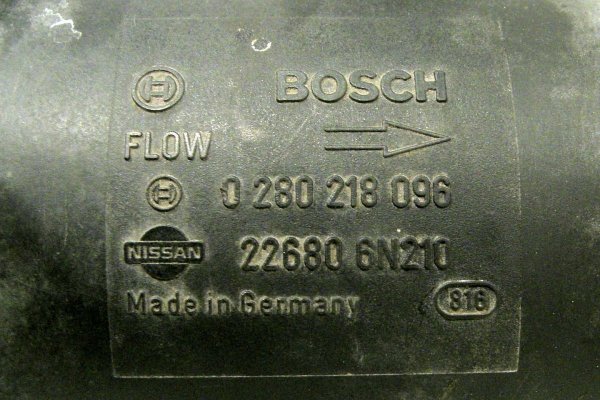 BOSCH
FLOW
0 280 218 096
NISSAN 22680 6N210
Made in Germany 816